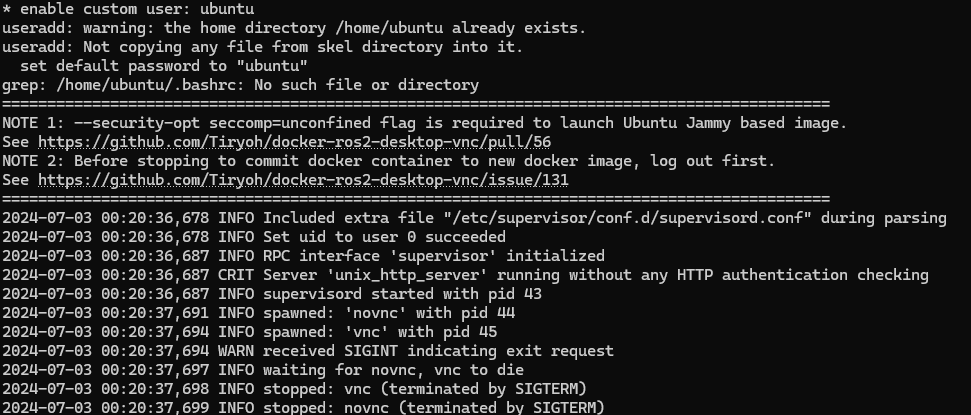 * enable custom user: ubuntu
useradd: warning: the home directory /home/ubuntu already exists.
useradd: Not copying any file from skel directory into it.
  set default password to "ubuntu"
grep: /home/ubuntu/.bashrc: No such file or directory
============================================================================================
NOTE 1: --security-opt seccomp=unconfined flag is required to launch Ubuntu Jammy based image.
See https://github.com/Tiryoh/docker-ros2-desktop-vnc/pull/56
NOTE 2: Before stopping to commit docker container to new docker image, log out first.
See https://github.com/Tiryoh/docker-ros2-desktop-vnc/issue/131
============================================================================================
2024-07-03 00:20:36,678 INFO Included extra file "/etc/supervisor/conf.d/supervisord.conf" during parsing
2024-07-03 00:20:36,678 INFO Set uid to user 0 succeeded
2024-07-03 00:20:36,687 INFO RPC interface 'supervisor' initialized
2024-07-03 00:20:36,687 CRIT Server 'unix_http_server' running without any HTTP authentication checking
2024-07-03 00:20:36,687 INFO supervisord started with pid 43
2024-07-03 00:20:37,691 INFO spawned: 'novnc' with pid 44
2024-07-03 00:20:37,694 INFO spawned: 'vnc' with pid 45
2024-07-03 00:20:37,694 WARN received SIGINT indicating exit request
2024-07-03 00:20:37,697 INFO waiting for novnc, vnc to die
2024-07-03 00:20:37,698 INFO stopped: vnc (terminated by SIGTERM)
2024-07-03 00:20:37,699 INFO stopped: novnc (terminated by SIGTERM)